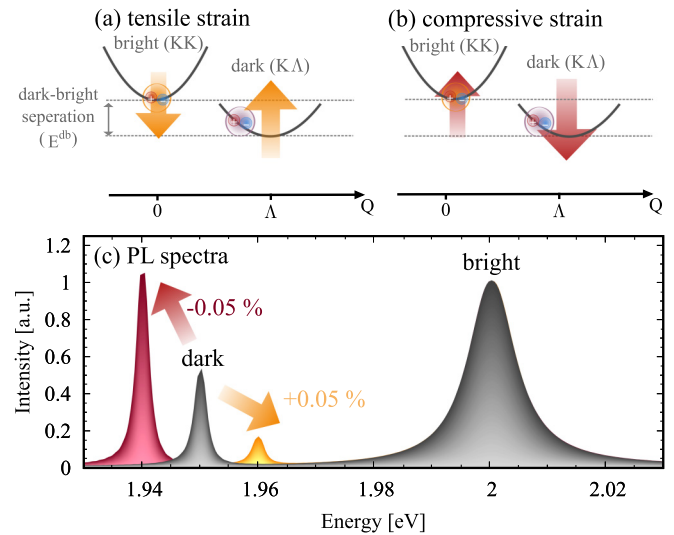 (a) tensile strain
bright (KK)
dark (KΛ)
dark-bright
seperation
( E^db )
0
Λ
Q
(b) compressive strain
bright (KK)
dark (KΛ)
0
Λ
Q
(c) PL spectra
bright
-0.05 %
dark
+0.05 %
Intensity [a.u.]
1.2
1
0.8
0.6
0.4
0.2
0
1.94
1.96
1.98
2
2.02
Energy [eV]